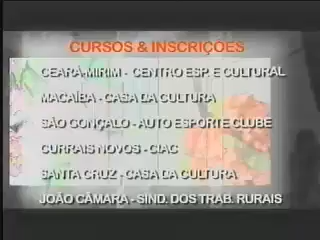 CURSOS & INSCRIÇÕES
CEARÁ-MIRIM - CENTRO ESP. E CULTURAL
MACAÍBA - CASA DA CULTURA
SÃO GONÇALO - AUTO ESPORTE CLUBE
CURRAIS NOVOS - CIAC
SANTA CRUZ - CASA DA CULTURA
JOÃO CÂMARA - SIND. DOS TRAB. RURAIS